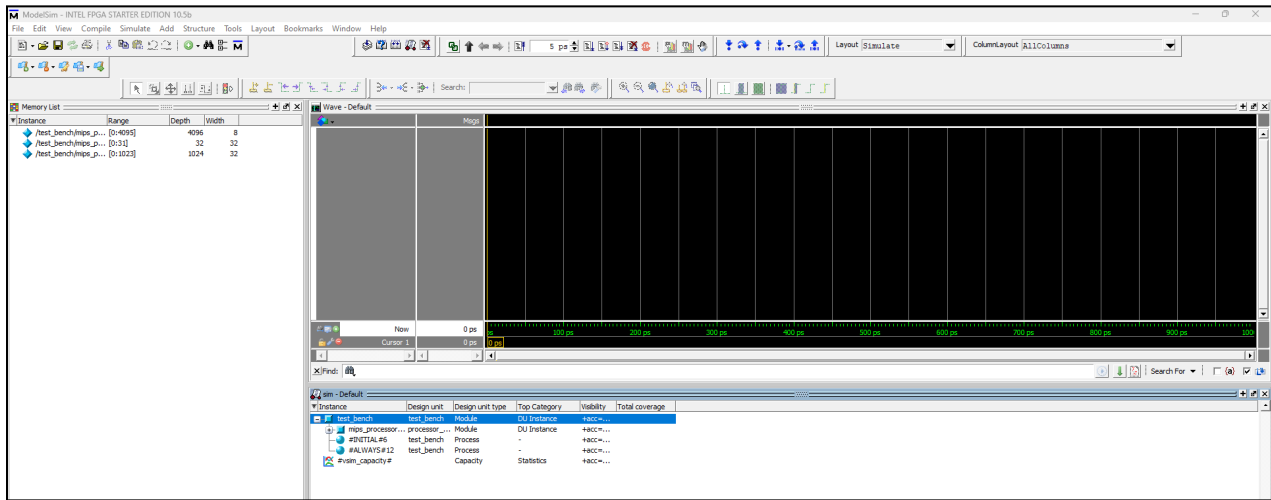 ModelSim - INTEL FPGA STARTER EDITION 10.5b
File Edit View Compile Simulate Add Structure Tools Layout Bookmarks Window Help
5 ps Layout Simulate ColumnLayout AllColumns
Search:
Memory List
Instance Range Depth Width
/test_bench/mips_p... [0:4095] 4096 8
/test_bench/mips_p... [0:31] 32 32
/test_bench/mips_p... [0:1023] 1024 32
Wave - Default
Msgs
Now 0 ps ps 100 ps 200 ps 300 ps 400 ps 500 ps 600 ps 700 ps 800 ps 900 ps 100
Cursor 1 0 ps 0 ps
Find: Search For
sim - Default
Instance Design unit Design unit type Top Category Visibility Total coverage
test_bench test_bench Module DU Instance +acc=...
mips_processor... processor_... Module DU Instance +acc=...
#INITIAL#6 test_bench Process - +acc=...
#ALWAYS#12 test_bench Process - +acc=...
#vsim_capacity# Capacity Statistics +acc=...